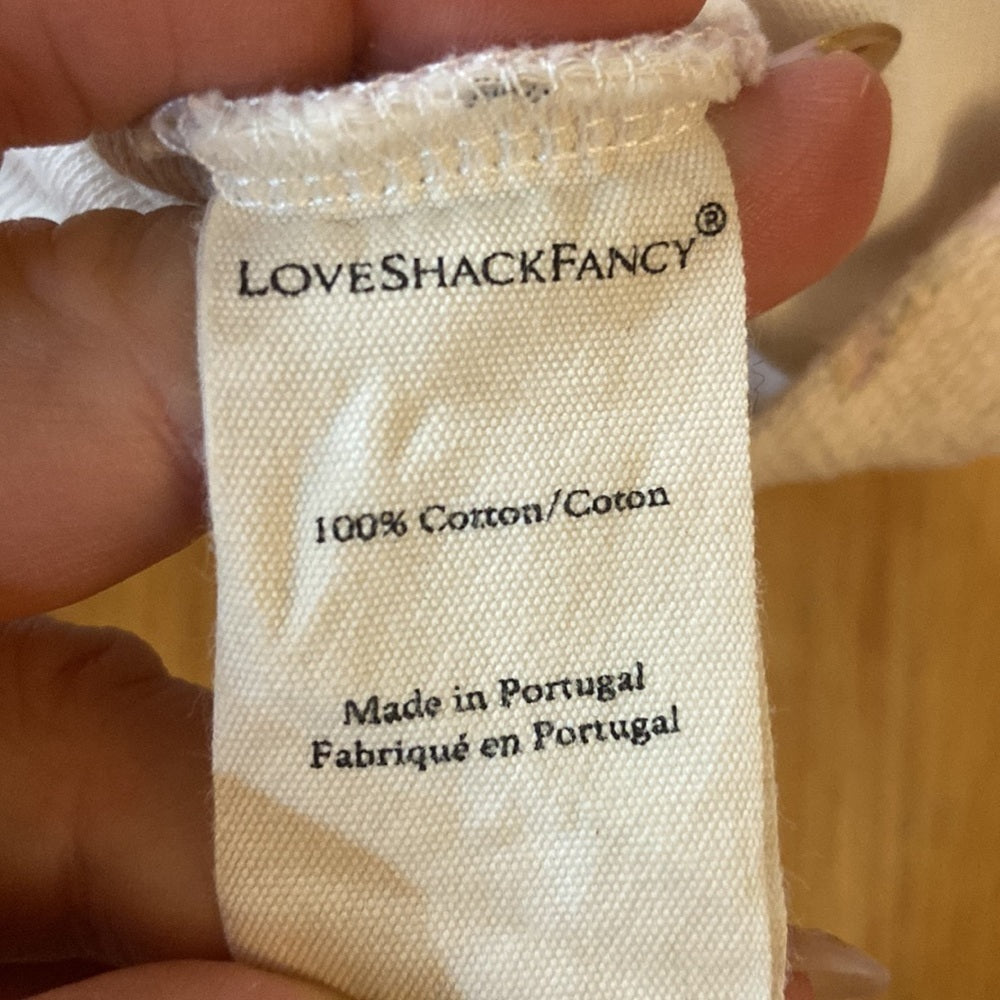 LOVESHACKFANCY®
100% Cotton/Coton
Made in Portugal
Fabriqué en Portugal